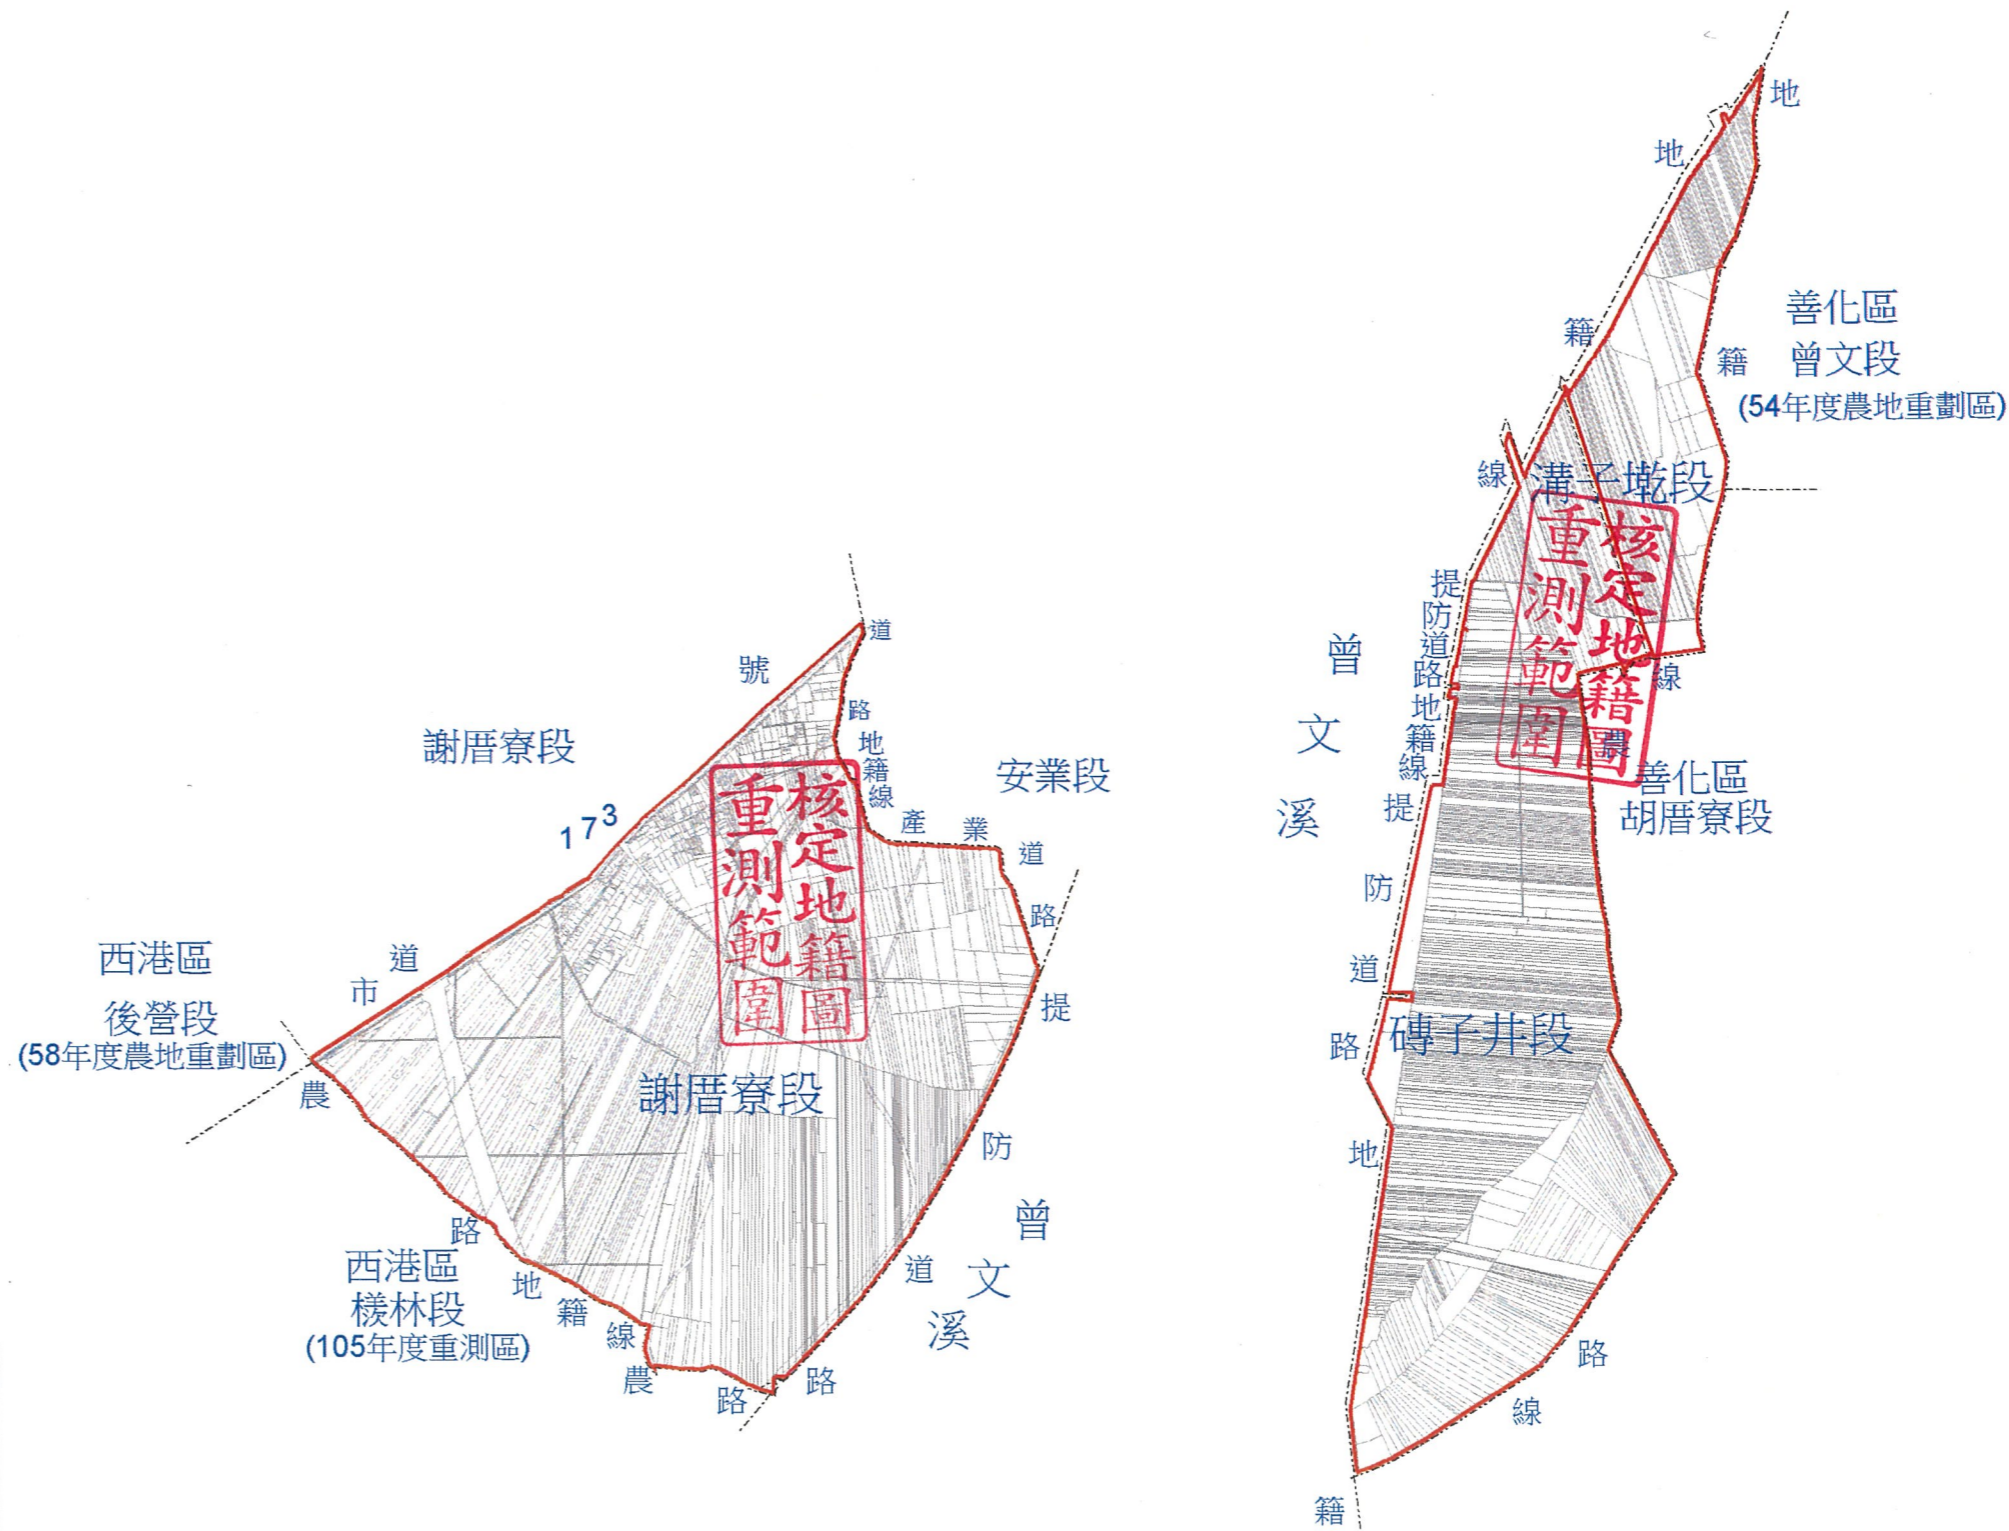 謝厝寮段
市道173號
道路地籍線
安業段
產業道路
西港區
後營段
(58年度農地重劃區)
農路地籍線
西港區
檨林段
(105年度重測區)
農路
謝厝寮段
提防道路
曾文溪
重測範圍
核定地籍圖
地籍線
地籍線
善化區
曾文段
(54年度農地重劃區)
溝子墘段
提防道路地籍線
曾文溪
重測範圍
核定地籍圖
善化區
胡厝寮段
提防道路地籍
磚子井段
農路線